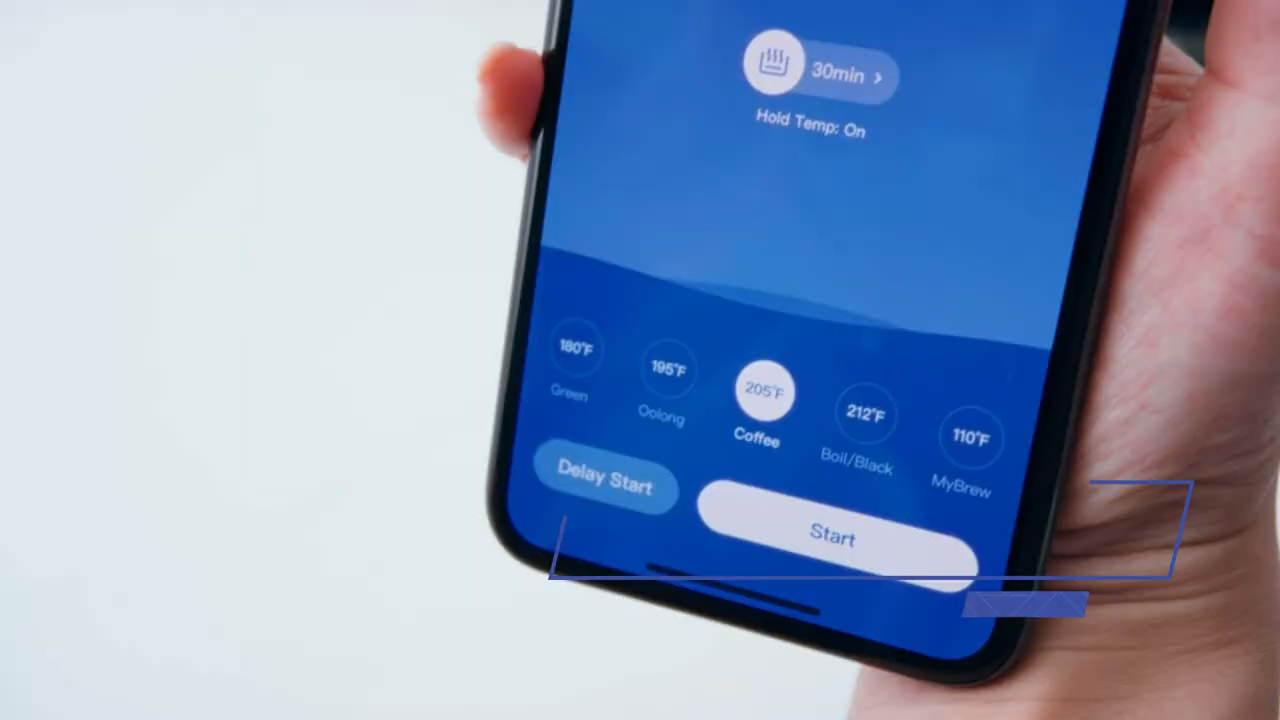 30min >
Hold Temp: On
180°F
195°F
205°F
212°F
110°F
Green
Oolong
Coffee
Boil/Black
MyBrew
Delay Start
Start